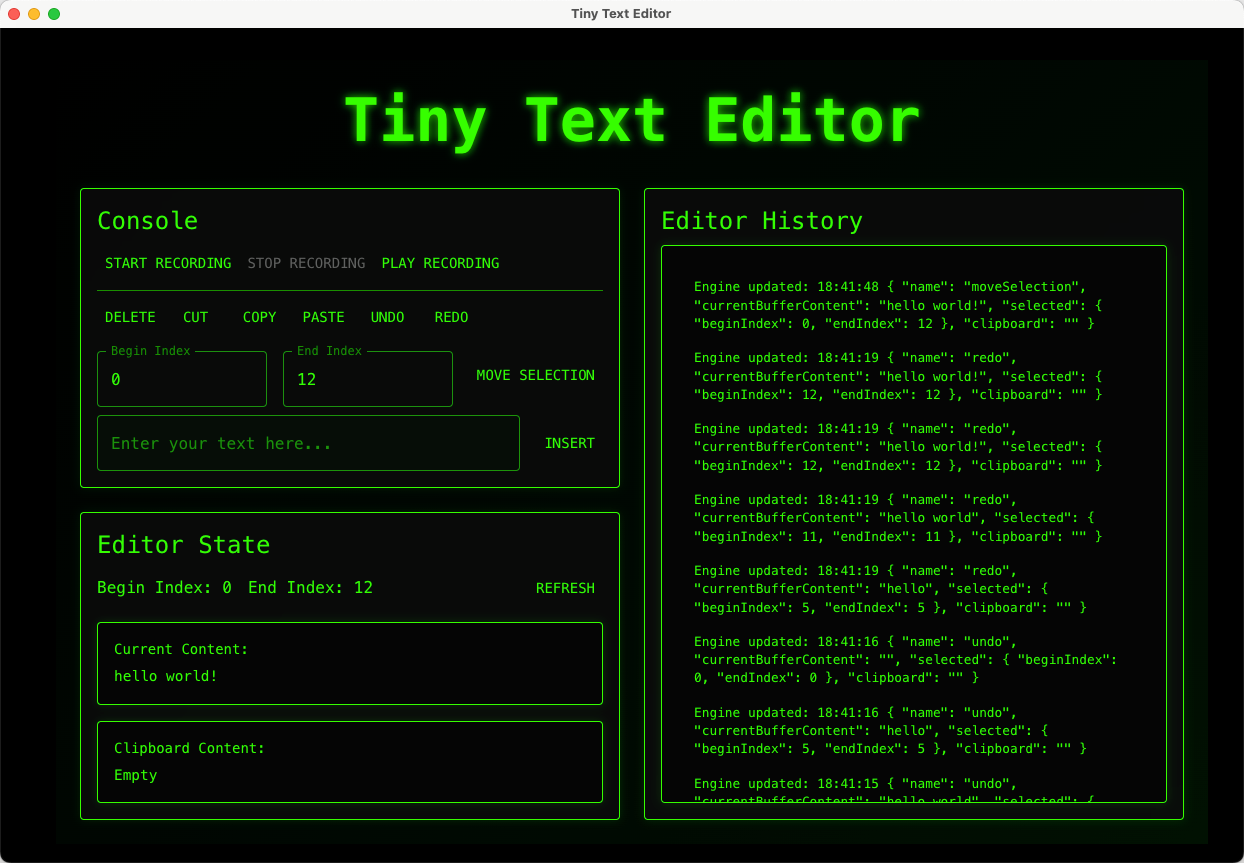 Tiny Text Editor
Tiny Text Editor
Console
START RECORDING STOP RECORDING PLAY RECORDING
DELETE CUT COPY PASTE UNDO REDO
Begin Index End Index
0 12 MOVE SELECTION
Enter your text here... INSERT
Editor State
Begin Index: 0 End Index: 12 REFRESH
Current Content:
hello world!
Clipboard Content:
Empty
Editor History
Engine updated: 18:41:48 { "name": "moveSelection",
"currentBufferContent": "hello world!", "selected": {
"beginIndex": 0, "endIndex": 12 }, "clipboard": "" }
Engine updated: 18:41:19 { "name": "redo",
"currentBufferContent": "hello world!", "selected": {
"beginIndex": 12, "endIndex": 12 }, "clipboard": "" }
Engine updated: 18:41:19 { "name": "redo",
"currentBufferContent": "hello world!", "selected": {
"beginIndex": 12, "endIndex": 12 }, "clipboard": "" }
Engine updated: 18:41:19 { "name": "redo",
"currentBufferContent": "hello world", "selected": {
"beginIndex": 11, "endIndex": 11 }, "clipboard": "" }
Engine updated: 18:41:19 { "name": "redo",
"currentBufferContent": "hello", "selected": {
"beginIndex": 5, "endIndex": 5 }, "clipboard": "" }
Engine updated: 18:41:16 { "name": "undo",
"currentBufferContent": "", "selected": { "beginIndex":
0, "endIndex": 0 }, "clipboard": "" }
Engine updated: 18:41:16 { "name": "undo",
"currentBufferContent": "hello", "selected": {
"beginIndex": 5, "endIndex": 5 }, "clipboard": "" }
Engine updated: 18:41:15 { "name": "undo",
"currentBufferContent": "hello world", "selected": {